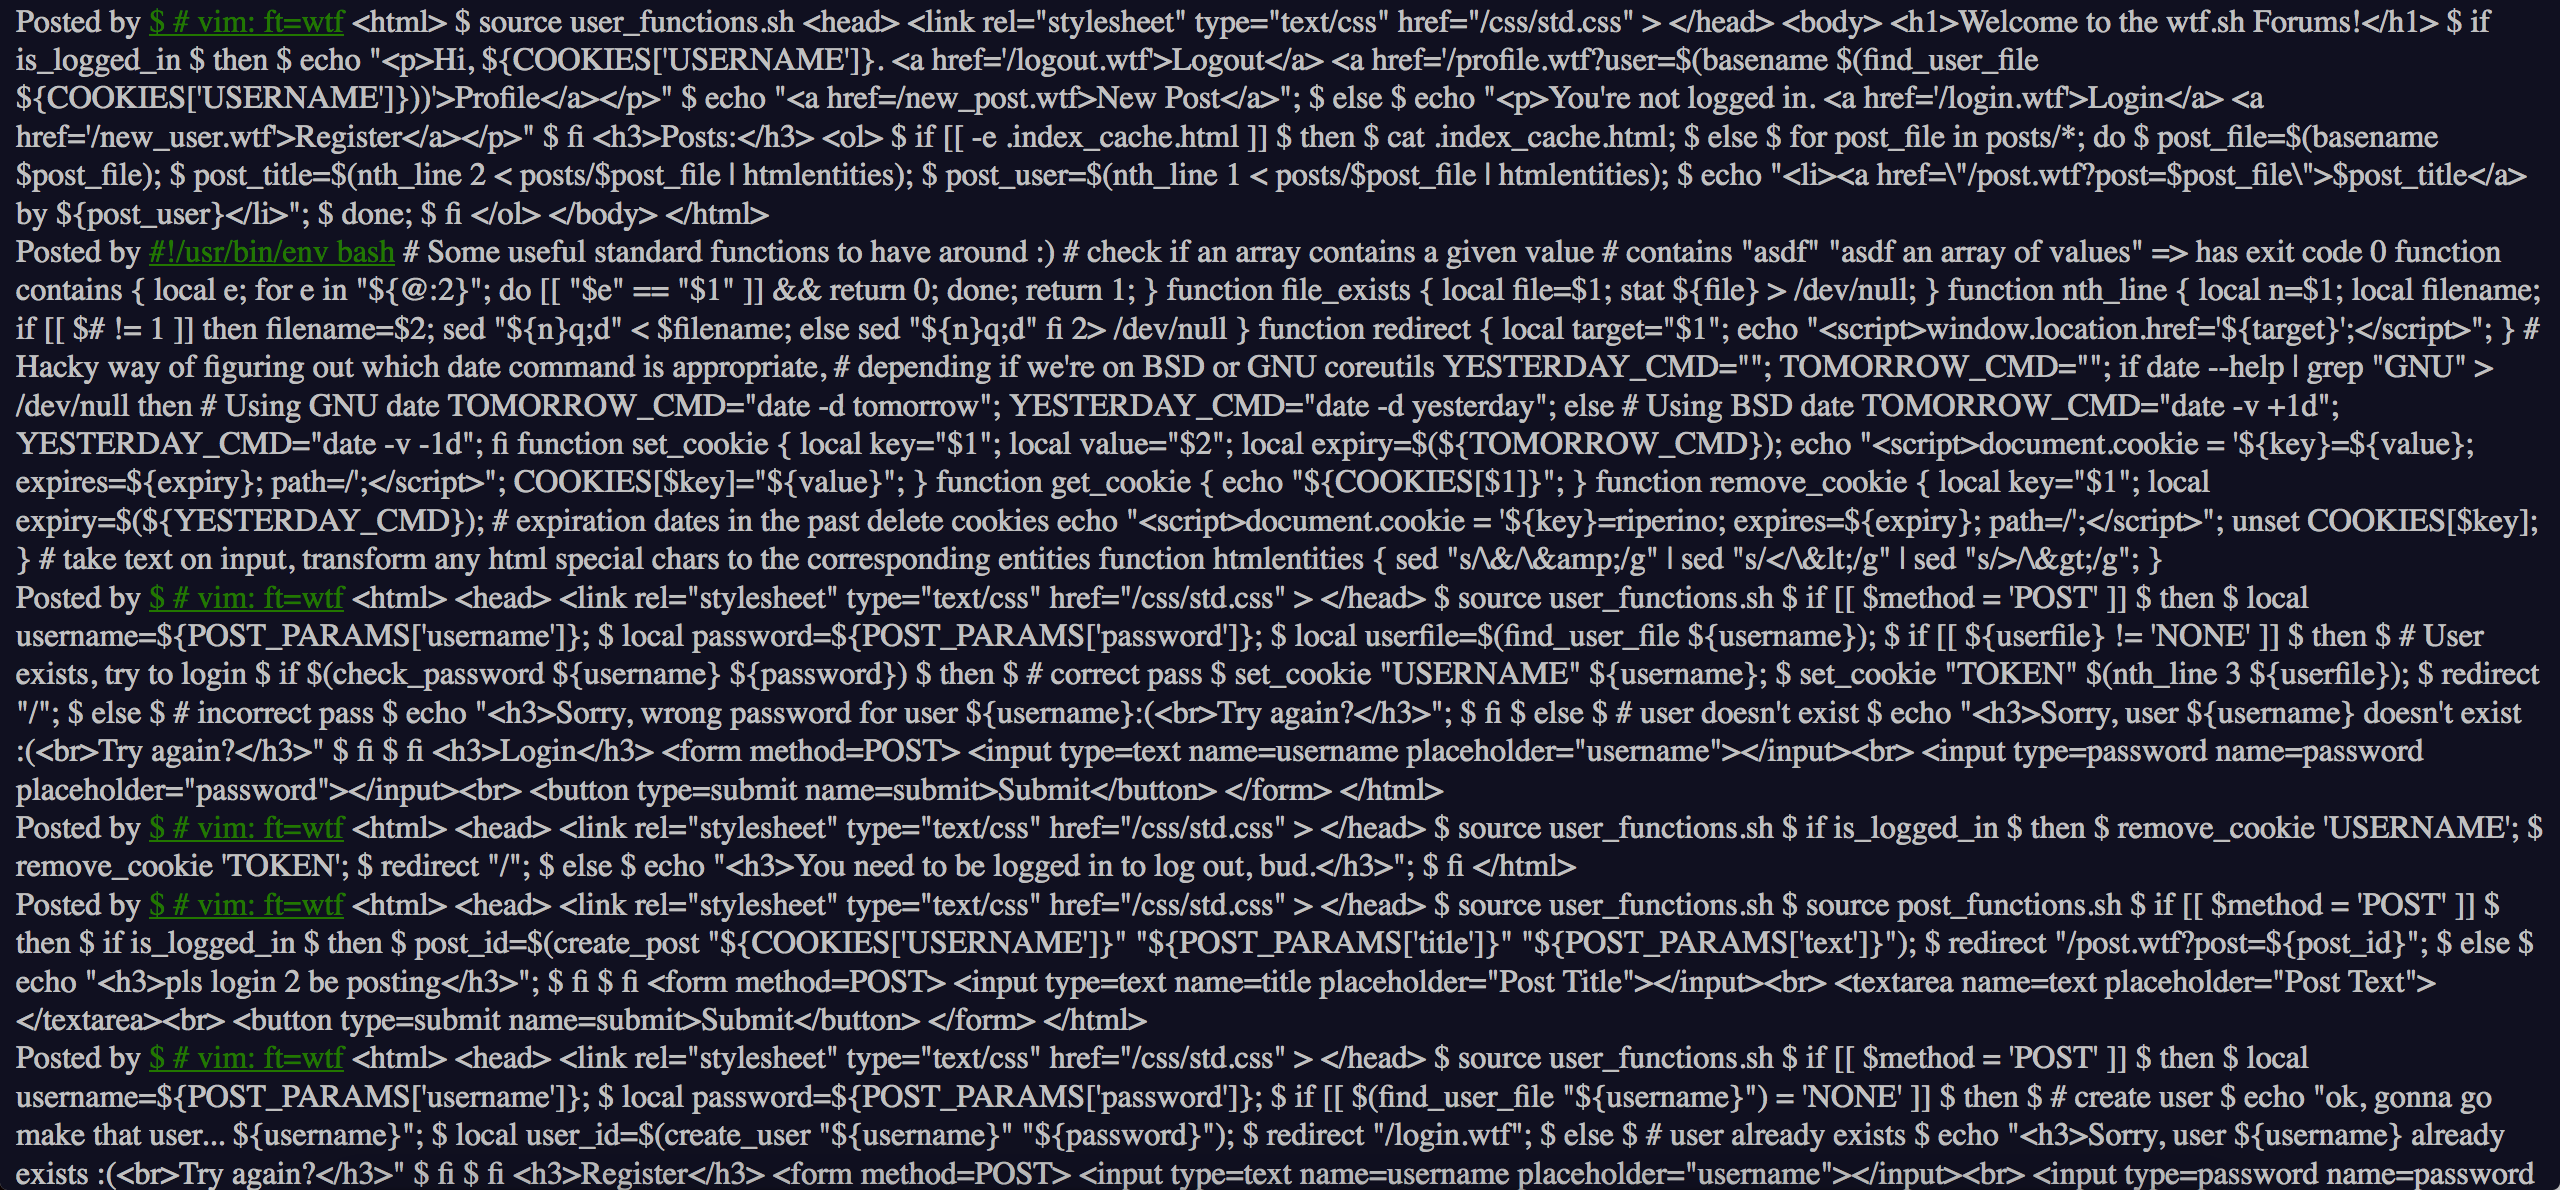 Posted by $ # vim: ft=wtf <html> $ source user_functions.sh <head> <link rel="stylesheet" type="text/css" href="/css/std.css" > </head> <body> <h1>Welcome to the wtf.sh Forums!</h1> $ if
is_logged_in $ then $ echo "<p>Hi, ${COOKIES['USERNAME']}. <a href='/logout.wtf'>Logout</a> <a href='/profile.wtf?user=$(basename $(find_user_file
${COOKIES['USERNAME']}))'>Profile</a></p>" $ echo "<a href=/new_post.wtf>New Post</a>"; $ else $ echo "<p>You're not logged in. <a href='/login.wtf'>Login</a> <a
href='/new_user.wtf'>Register</a></p>" $ fi <h3>Posts:</h3> <ol> $ if [[ -e .index_cache.html ]] $ then $ cat .index_cache.html; $ else $ for post_file in posts/*; do $ post_file=$(basename
$post_file); $ post_title=$(nth_line 2 < posts/$post_file | htmlentities); $ post_user=$(nth_line 1 < posts/$post_file | htmlentities); $ echo "<li><a href=\"/post.wtf?post=$post_file\">$post_title</a>
by ${post_user}</li>"; $ done; $ fi </ol> </body> </html>
Posted by #!/usr/bin/env bash # Some useful standard functions to have around :) # check if an array contains a given value # contains "asdf" "asdf an array of values" => has exit code 0 function
contains { local e; for e in "${@:2}"; do [[ "$e" == "$1" ]] && return 0; done; return 1; } function file_exists { local file=$1; stat ${file} > /dev/null; } function nth_line { local n=$1; local filename;
if [[ $# != 1 ]] then filename=$2; sed "${n}q;d" < $filename; else sed "${n}q;d" fi 2> /dev/null } function redirect { local target="$1"; echo "<script>window.location.href='${target}';</script>"; } #
Hacky way of figuring out which date command is appropriate, # depending if we're on BSD or GNU coreutils YESTERDAY_CMD=""; TOMORROW_CMD=""; if date --help | grep "GNU" >
/dev/null then # Using GNU date TOMORROW_CMD="date -d tomorrow"; YESTERDAY_CMD="date -d yesterday"; else # Using BSD date TOMORROW_CMD="date -v +1d";
YESTERDAY_CMD="date -v -1d"; fi function set_cookie { local key="$1"; local value="$2"; local expiry=$(${TOMORROW_CMD}); echo "<script>document.cookie = '${key}=${value};
expires=${expiry}; path=/';</script>"; COOKIES[$key]="${value}"; } function get_cookie { echo "${COOKIES[$1]}"; } function remove_cookie { local key="$1"; local
expiry=$(${YESTERDAY_CMD}); # expiration dates in the past delete cookies echo "<script>document.cookie = '${key}=riperino; expires=${expiry}; path=/';</script>"; unset COOKIES[$key];
} # take text on input, transform any html special chars to the corresponding entities function htmlentities { sed "s/\&/\&amp;/g" | sed "s/</\&lt;/g" | sed "s/>/\&gt;/g"; }
Posted by $ # vim: ft=wtf <html> <head> <link rel="stylesheet" type="text/css" href="/css/std.css" > </head> $ source user_functions.sh $ if [[ $method = 'POST' ]] $ then $ local
username=${POST_PARAMS['username']}; $ local password=${POST_PARAMS['password']}; $ local userfile=$(find_user_file ${username}); $ if [[ ${userfile} != 'NONE' ]] $ then $ # User
exists, try to login $ if $(check_password ${username} ${password}) $ then $ # correct pass $ set_cookie "USERNAME" ${username}; $ set_cookie "TOKEN" $(nth_line 3 ${userfile}); $ redirect
"/"; $ else $ # incorrect pass $ echo "<h3>Sorry, wrong password for user ${username}:(<br>Try again?</h3>"; $ fi $ else $ # user doesn't exist $ echo "<h3>Sorry, user ${username} doesn't exist
:(<br>Try again?</h3>" $ fi $ fi <h3>Login</h3> <form method=POST> <input type=text name=username placeholder="username"></input><br> <input type=password name=password
placeholder="password"></input><br> <button type=submit name=submit>Submit</button> </form> </html>
Posted by $ # vim: ft=wtf <html> <head> <link rel="stylesheet" type="text/css" href="/css/std.css" > </head> $ source user_functions.sh $ if is_logged_in $ then $ remove_cookie 'USERNAME'; $
remove_cookie 'TOKEN'; $ redirect "/"; $ else $ echo "<h3>You need to be logged in to log out, bud.</h3>"; $ fi </html>
Posted by $ # vim: ft=wtf <html> <head> <link rel="stylesheet" type="text/css" href="/css/std.css" > </head> $ source user_functions.sh $ source post_functions.sh $ if [[ $method = 'POST' ]] $
then $ if is_logged_in $ then $ post_id=$(create_post "${COOKIES['USERNAME']}" "${POST_PARAMS['title']}" "${POST_PARAMS['text']}"); $ redirect "/post.wtf?post=${post_id}"; $ else $
echo "<h3>pls login 2 be posting</h3>"; $ fi $ fi <form method=POST> <input type=text name=title placeholder="Post Title"></input><br> <textarea name=text placeholder="Post Text">
</textarea><br> <button type=submit name=submit>Submit</button> </form> </html>
Posted by $ # vim: ft=wtf <html> <head> <link rel="stylesheet" type="text/css" href="/css/std.css" > </head> $ source user_functions.sh $ if [[ $method = 'POST' ]] $ then $ local
username=${POST_PARAMS['username']}; $ local password=${POST_PARAMS['password']}; $ if [[ $(find_user_file "${username}") = 'NONE' ]] $ then $ # create user $ echo "ok, gonna go
make that user... ${username}"; $ local user_id=$(create_user "${username}" "${password}"); $ redirect "/login.wtf"; $ else $ # user already exists $ echo "<h3>Sorry, user ${username} already
exists :(<br>Try again?</h3>" $ fi $ fi <h3>Register</h3> <form method=POST> <input type=text name=username placeholder="username"></input><br> <input type=password name=password